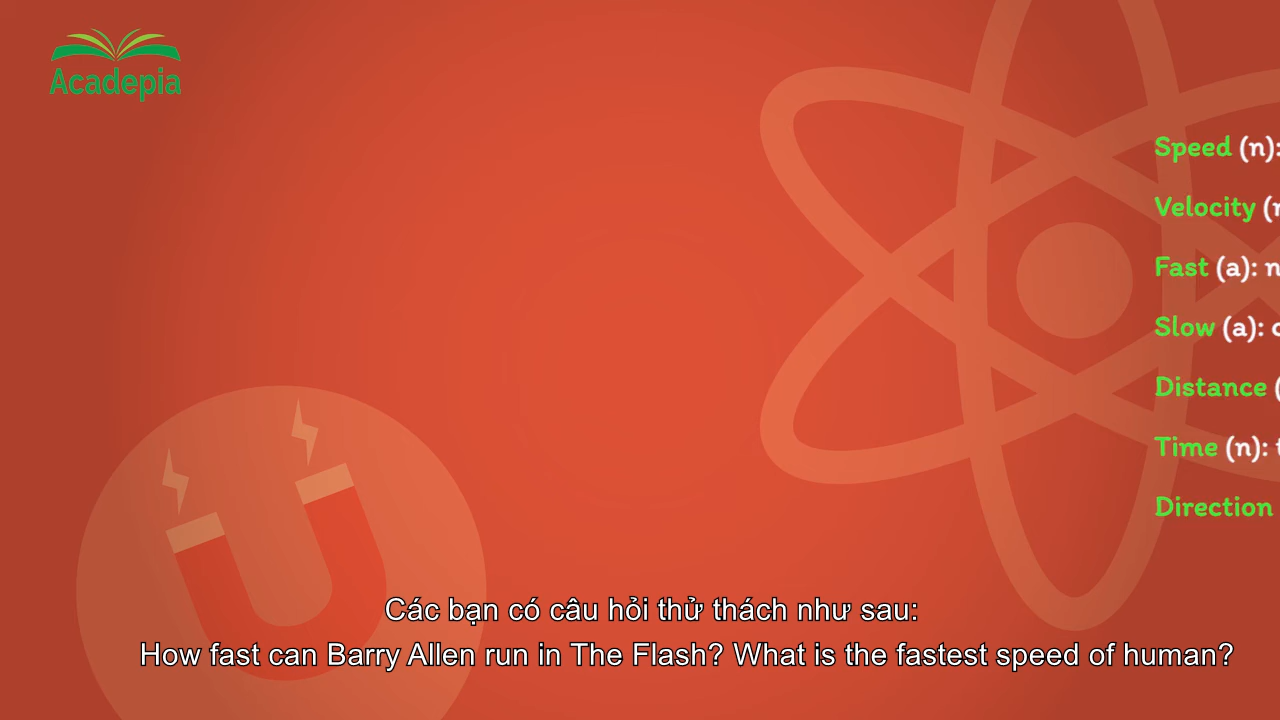 Acadepia
Speed (n):
Velocity (
Fast (a): n
Slow (a):
Distance (
Time (n): t
Direction
Các bạn có câu hỏi thử thách như sau:
How fast can Barry Allen run in The Flash? What is the fastest speed of human?